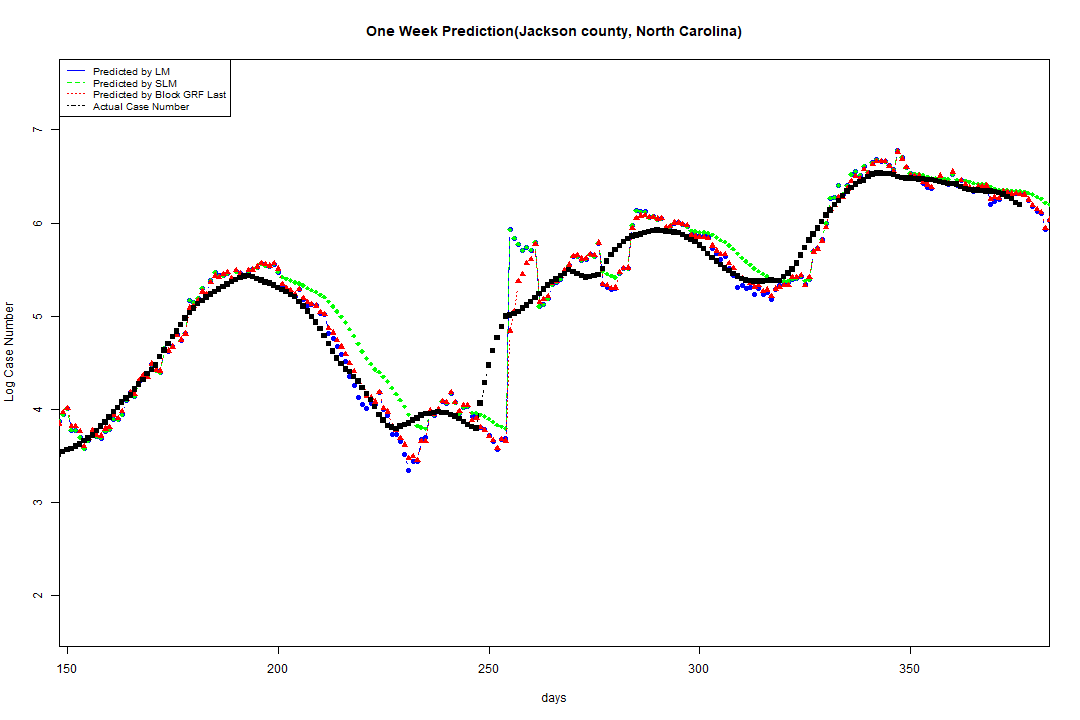 One Week Prediction(Jackson county, North Carolina)
Predicted by LM
Predicted by SLM
Predicted by Block GRF Last
Actual Case Number
Log Case Number
7
6
5
4
3
2
150 200 250 300 350
days